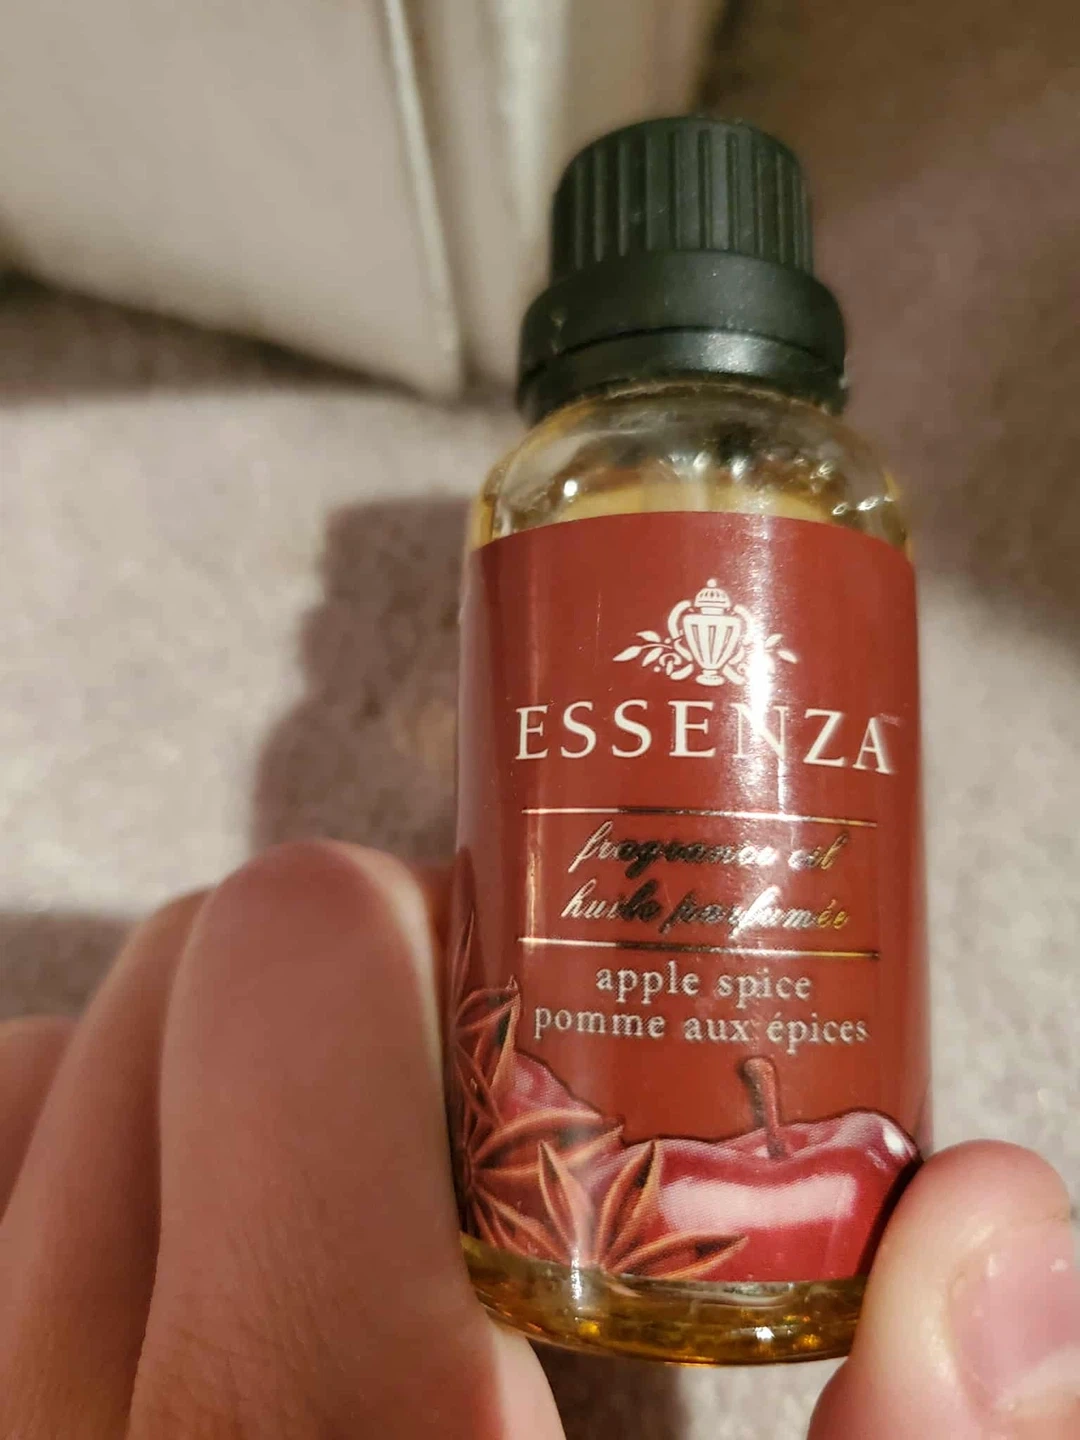 ESSENZA
fragrance oil
huile parfumée
apple spice
pomme aux épices